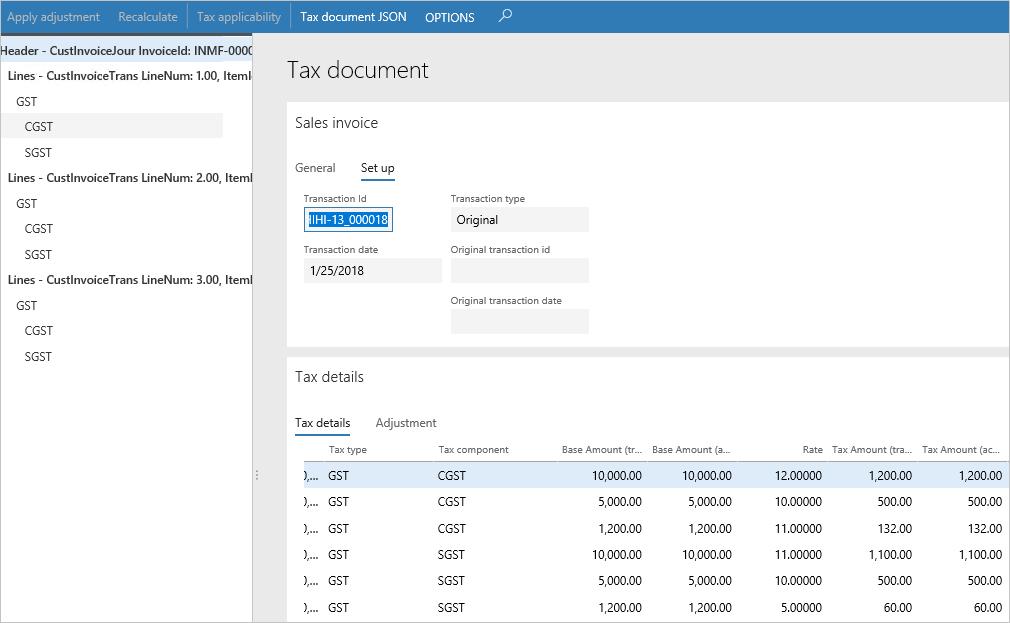 Apply adjustment Recalculate Tax applicability Tax document JSON OPTIONS
Header - CustInvoiceJour InvoiceId: INMF-0000
Lines - CustInvoiceTrans LineNum: 1.00, ItemI
GST
CGST
SGST
Lines - CustInvoiceTrans LineNum: 2.00, ItemI
GST
CGST
SGST
Lines - CustInvoiceTrans LineNum: 3.00, ItemI
GST
CGST
SGST
Tax document
Sales invoice
General Set up
Transaction Id Transaction type
IHI-13_000018 Original
Transaction date Original transaction id
1/25/2018
Original transaction date
Tax details
Tax details Adjustment
Tax type Tax component Base Amount (tr... Base Amount (a... Rate Tax Amount (tra... Tax Amount (ac...
0,... GST CGST 10,000.00 10,000.00 12.00000 1,200.00 1,200.00
0,... GST CGST 5,000.00 5,000.00 10.00000 500.00 500.00
0,... GST CGST 1,200.00 1,200.00 11.00000 132.00 132.00
0,... GST SGST 10,000.00 10,000.00 11.00000 1,100.00 1,100.00
0,... GST SGST 5,000.00 5,000.00 10.00000 500.00 500.00
0,... GST SGST 1,200.00 1,200.00 5.00000 60.00 60.00